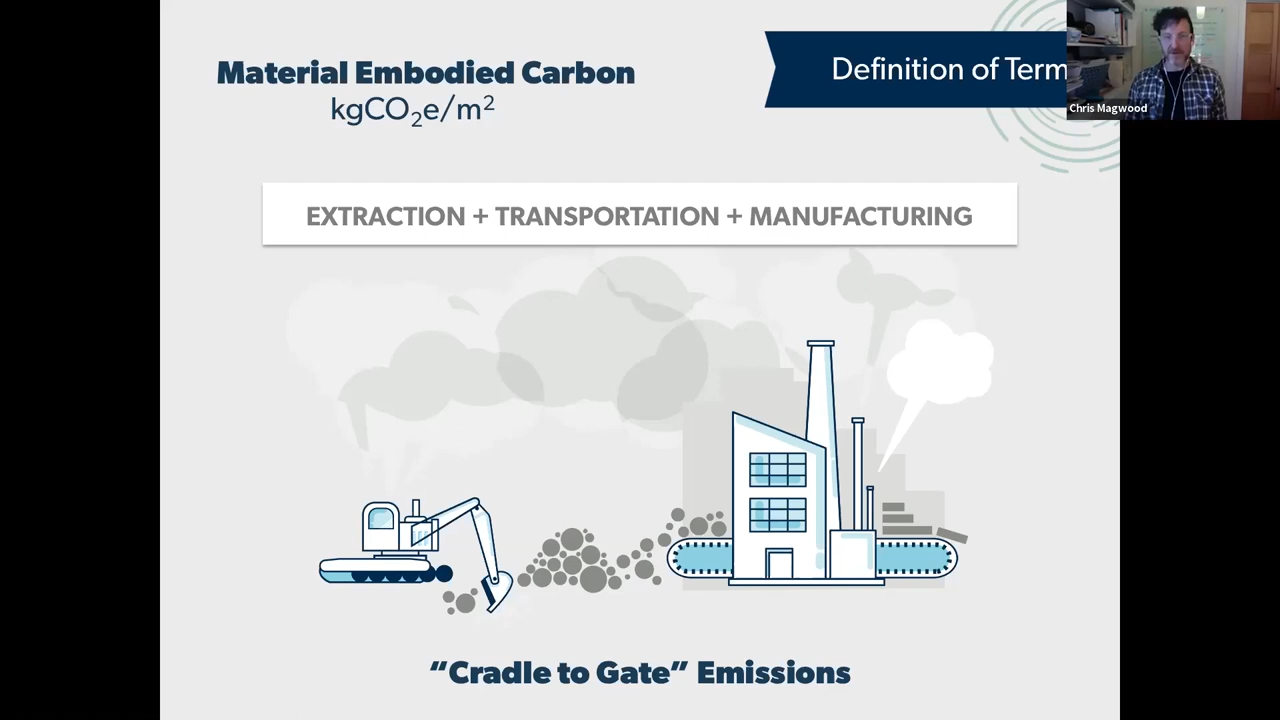 Material Embodied Carbon
kgCO₂e/m²
Definition of Term
Chris Magwood
EXTRACTION + TRANSPORTATION + MANUFACTURING
“Cradle to Gate” Emissions